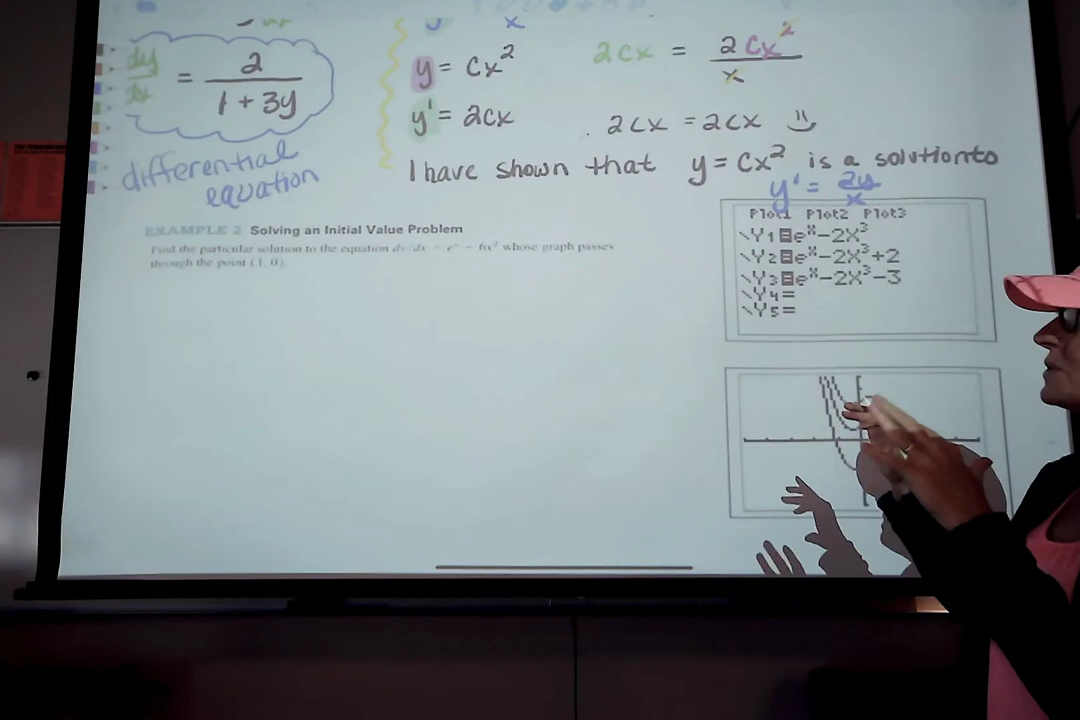 dy/dx = 2/(1 + 3y)
differential
equation
x
y = Cx²
y' = 2Cx
2Cx = 2Cx²/x
2Cx = 2Cx
I have shown that y = Cx² is a solution to
y' = 2y/x
EXAMPLE 2 Solving an Initial Value Problem
Find the particular solution to the equation dy/dx = eˣ − 6x² whose graph passes
through the point (1, 0).
Plot1 Plot2 Plot3
\Y1=e^X−2X³
\Y2=e^X−2X³+2
\Y3=e^X−2X³−3
\Y4=
\Y5=